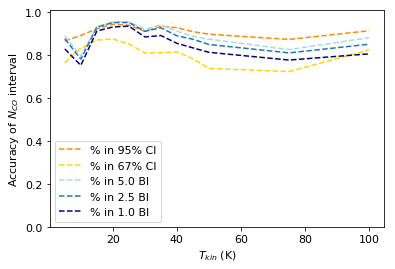 1.0
0.8
0.6
0.4
0.2
0.0
Accuracy of N_CO interval
% in 95% CI
% in 67% CI
% in 5.0 BI
% in 2.5 BI
% in 1.0 BI
20 40 60 80 100
T_kin (K)